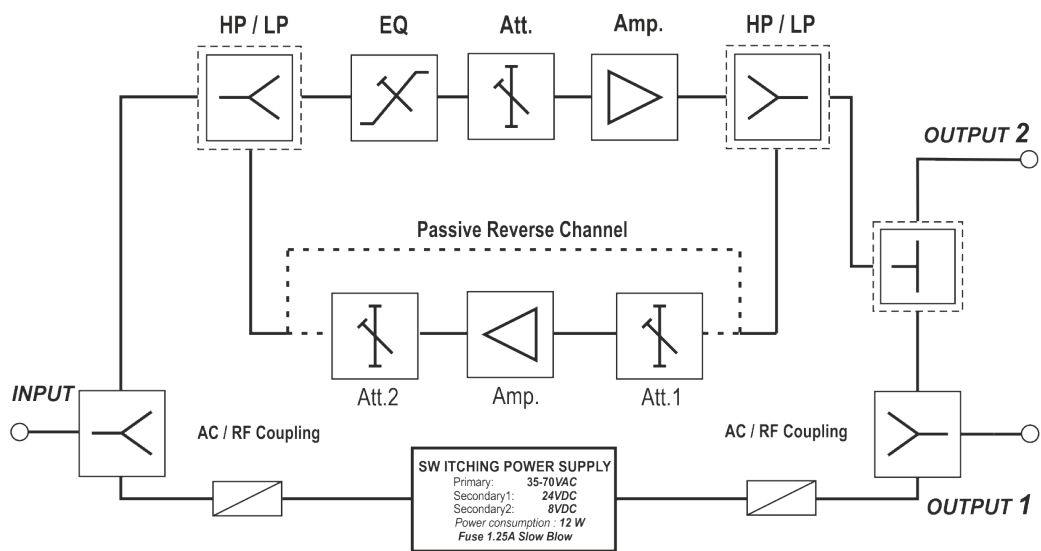 HP / LP
EQ
Att.
Amp.
HP / LP
OUTPUT 2
Passive Reverse Channel
Att.2
Amp.
Att.1
INPUT
AC / RF Coupling
AC / RF Coupling
SW ITCHING POWER SUPPLY
Primary: 35-70VAC
Secondary1: 24VDC
Secondary2: 8VDC
Power consumption : 12 W
Fuse 1.25A Slow Blow
OUTPUT 1